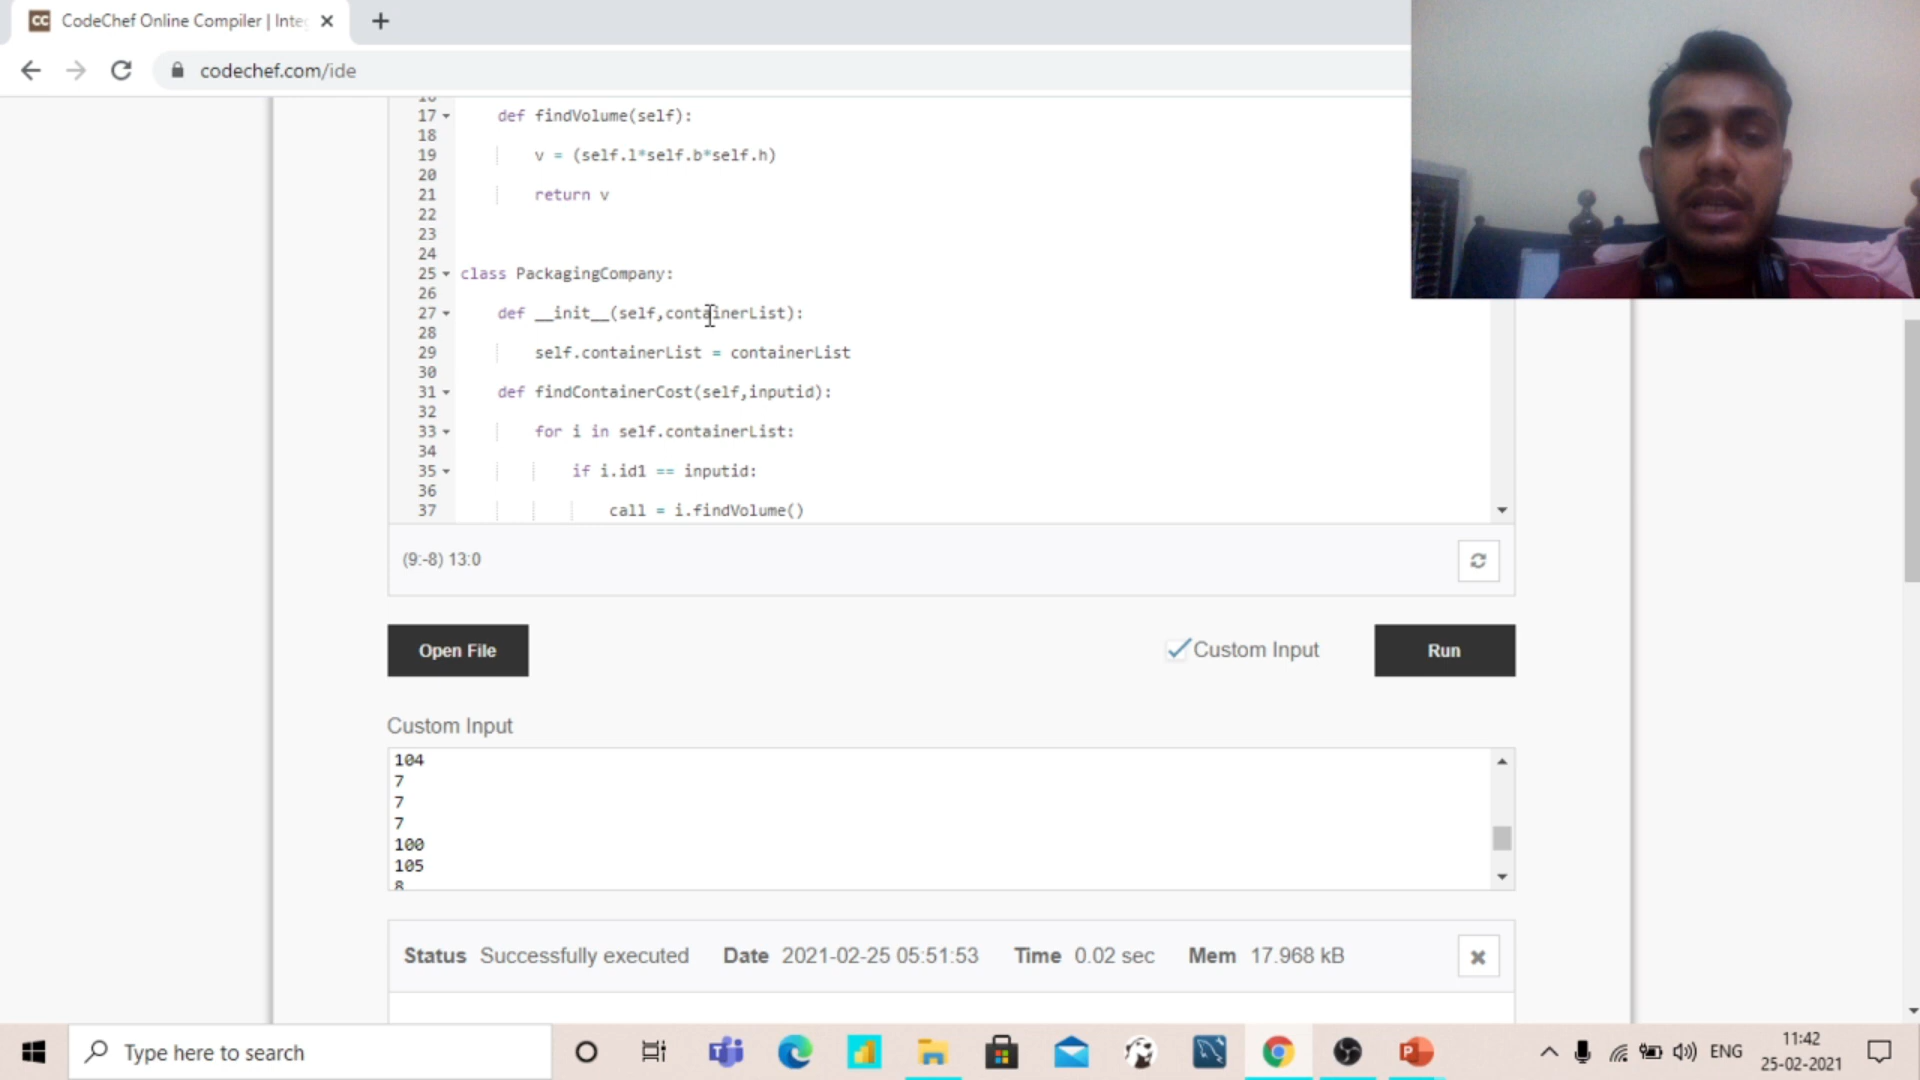 CC CodeChef Online Compiler | Inte
codechef.com/ide
16
17 def findVolume(self):
18
19 v = (self.l*self.b*self.h)
20
21 return v
22
23
24
25 class PackagingCompany:
26
27 def __init__(self,containerList):
28
29 self.containerList = containerList
30
31 def findContainerCost(self,inputid):
32
33 for i in self.containerList:
34
35 if i.id1 == inputid:
36
37 call = i.findVolume()
(9:-8) 13:0
Open File
Custom Input
Run
Custom Input
104
7
7
7
100
105
8
Status Successfully executed Date 2021-02-25 05:51:53 Time 0.02 sec Mem 17.968 kB
Type here to search
ENG
11:42
25-02-2021